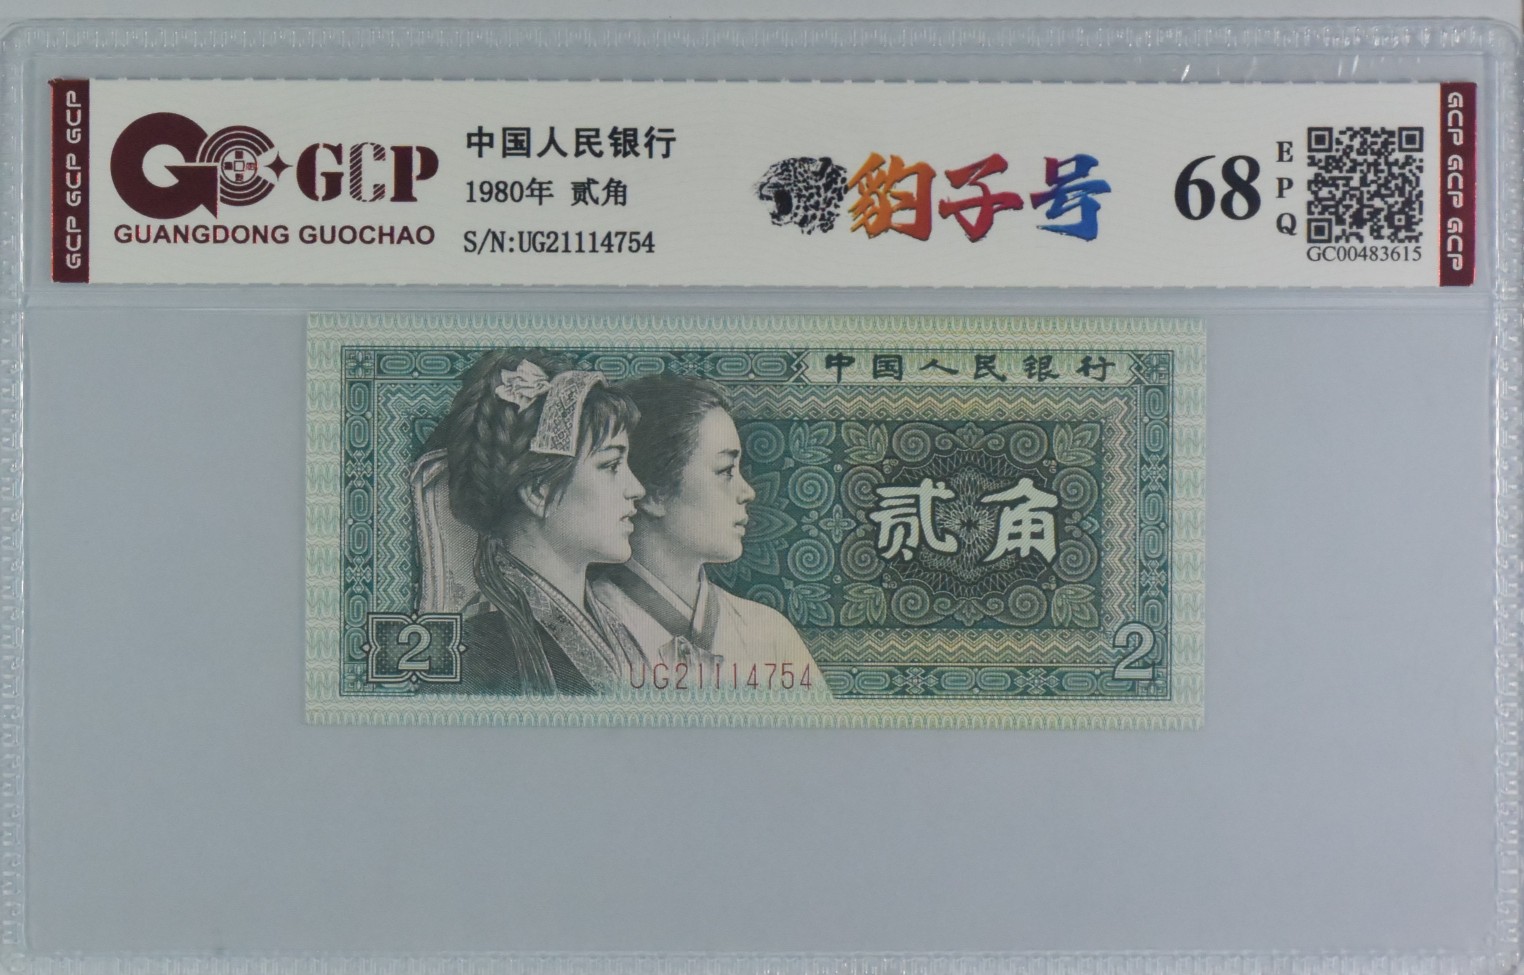 GCP GCP GCP
GCP
GUANGDONG GUOCHAO
中国人民银行
1980年 贰角
S/N:UG21114754
豹子号
68
EPQ
GC00483615
GCP GCP GCP
中国人民银行
贰角
2
UG21114754
2